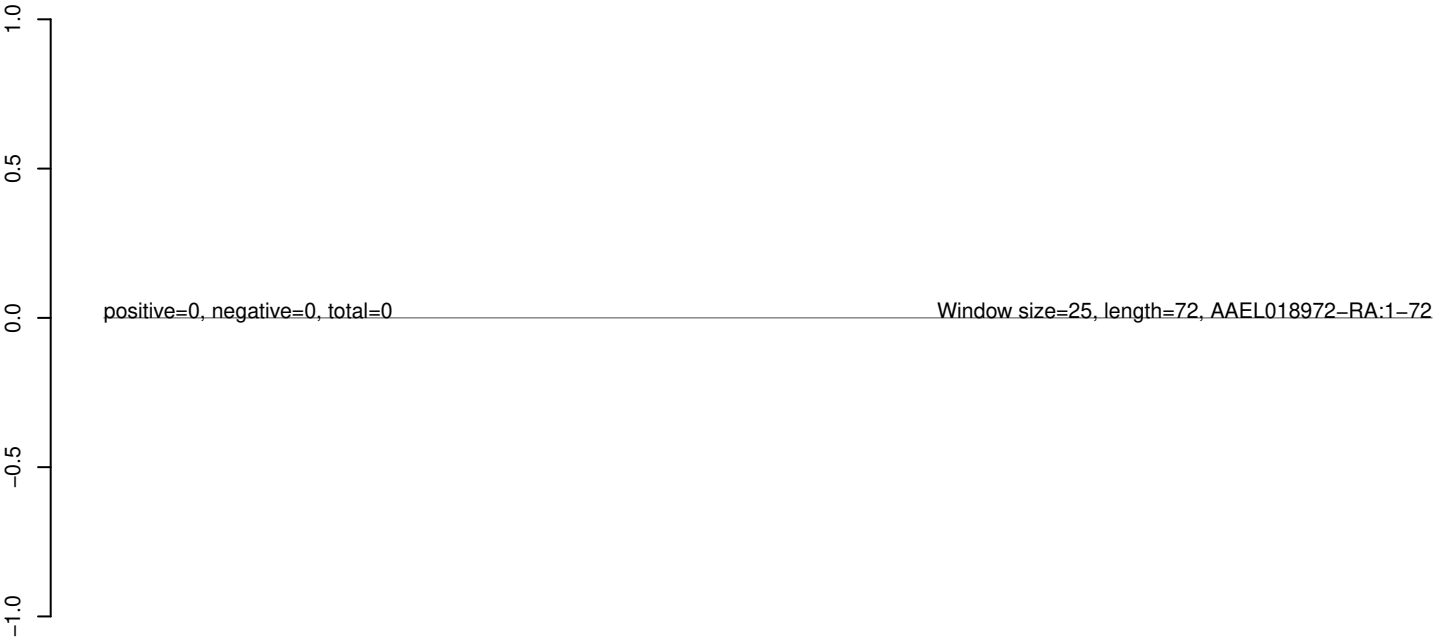 1.0
0.5
0.0
−0.5
−1.0
positive=0, negative=0, total=0
Window size=25, length=72, AAEL018972−RA:1−72